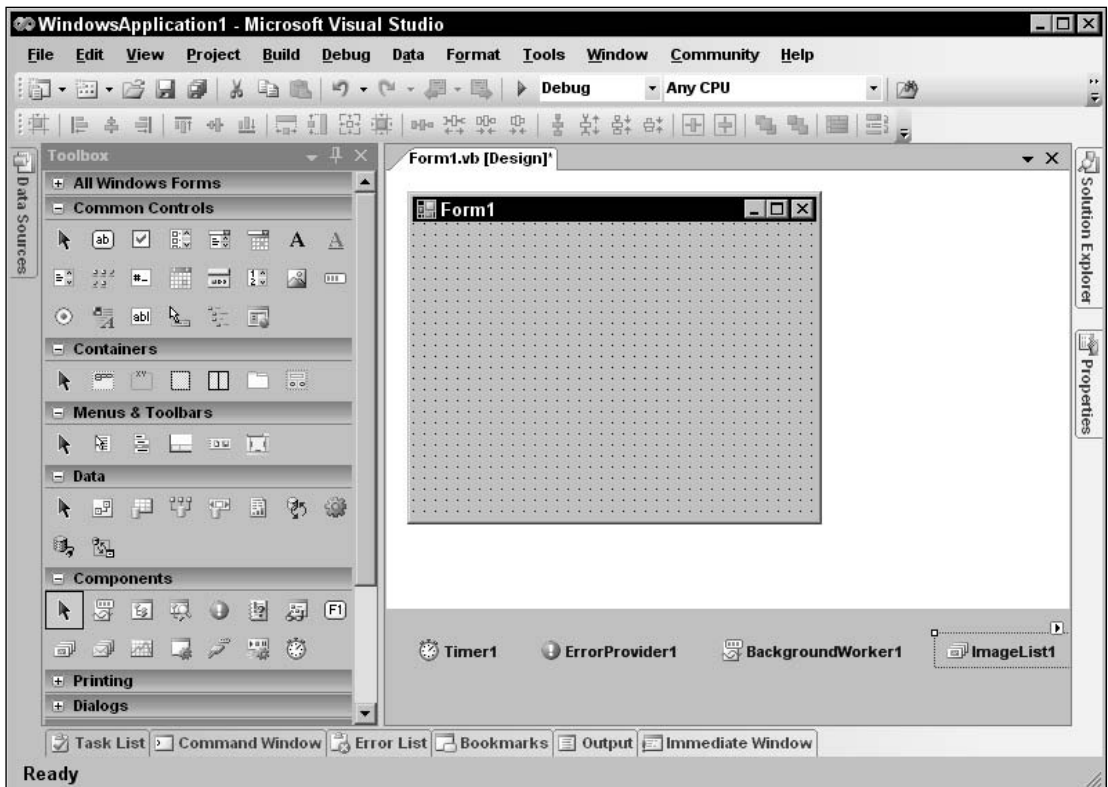 WindowsApplication1 - Microsoft Visual Studio
File Edit View Project Build Debug Data Format Tools Window Community Help
Debug Any CPU
Toolbox
Form1.vb [Design]*
Data Sources
All Windows Forms
Common Controls
Containers
Menus & Toolbars
Data
Components
Printing
Dialogs
Form1
Timer1 ErrorProvider1 BackgroundWorker1 ImageList1
Solution Explorer
Properties
Task List Command Window Error List Bookmarks Output Immediate Window
Ready